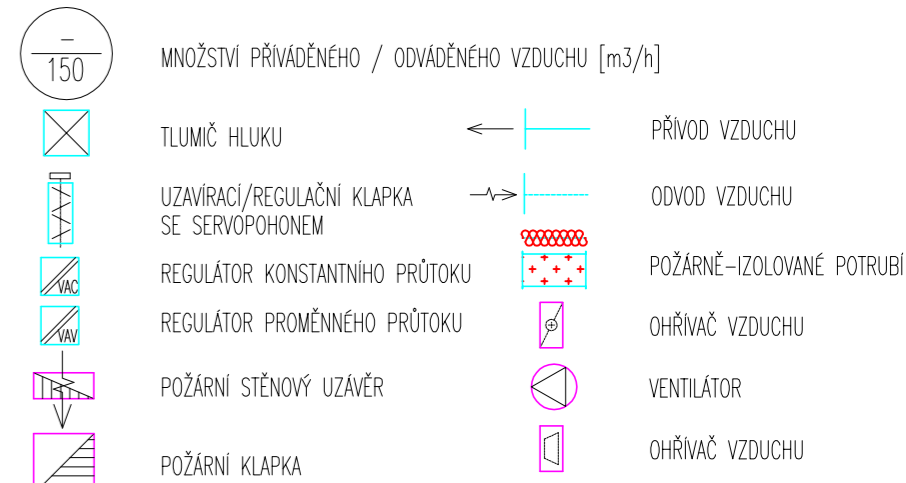 –
150
MNOŽSTVÍ PŘÍVÁDĚNÉHO / ODVÁDĚNÉHO VZDUCHU [m3/h]
TLUMIČ HLUKU
UZAVÍRACÍ/REGULAČNÍ KLAPKA
SE SERVOPOHONEM
VAC
REGULÁTOR KONSTANTNÍHO PRŮTOKU
VAV
REGULÁTOR PROMĚNNÉHO PRŮTOKU
POŽÁRNÍ STĚNOVÝ UZÁVĚR
POŽÁRNÍ KLAPKA
PŘÍVOD VZDUCHU
ODVOD VZDUCHU
POŽÁRNĚ–IZOLOVANÉ POTRUBÍ
OHŘÍVAČ VZDUCHU
VENTILÁTOR
OHŘÍVAČ VZDUCHU